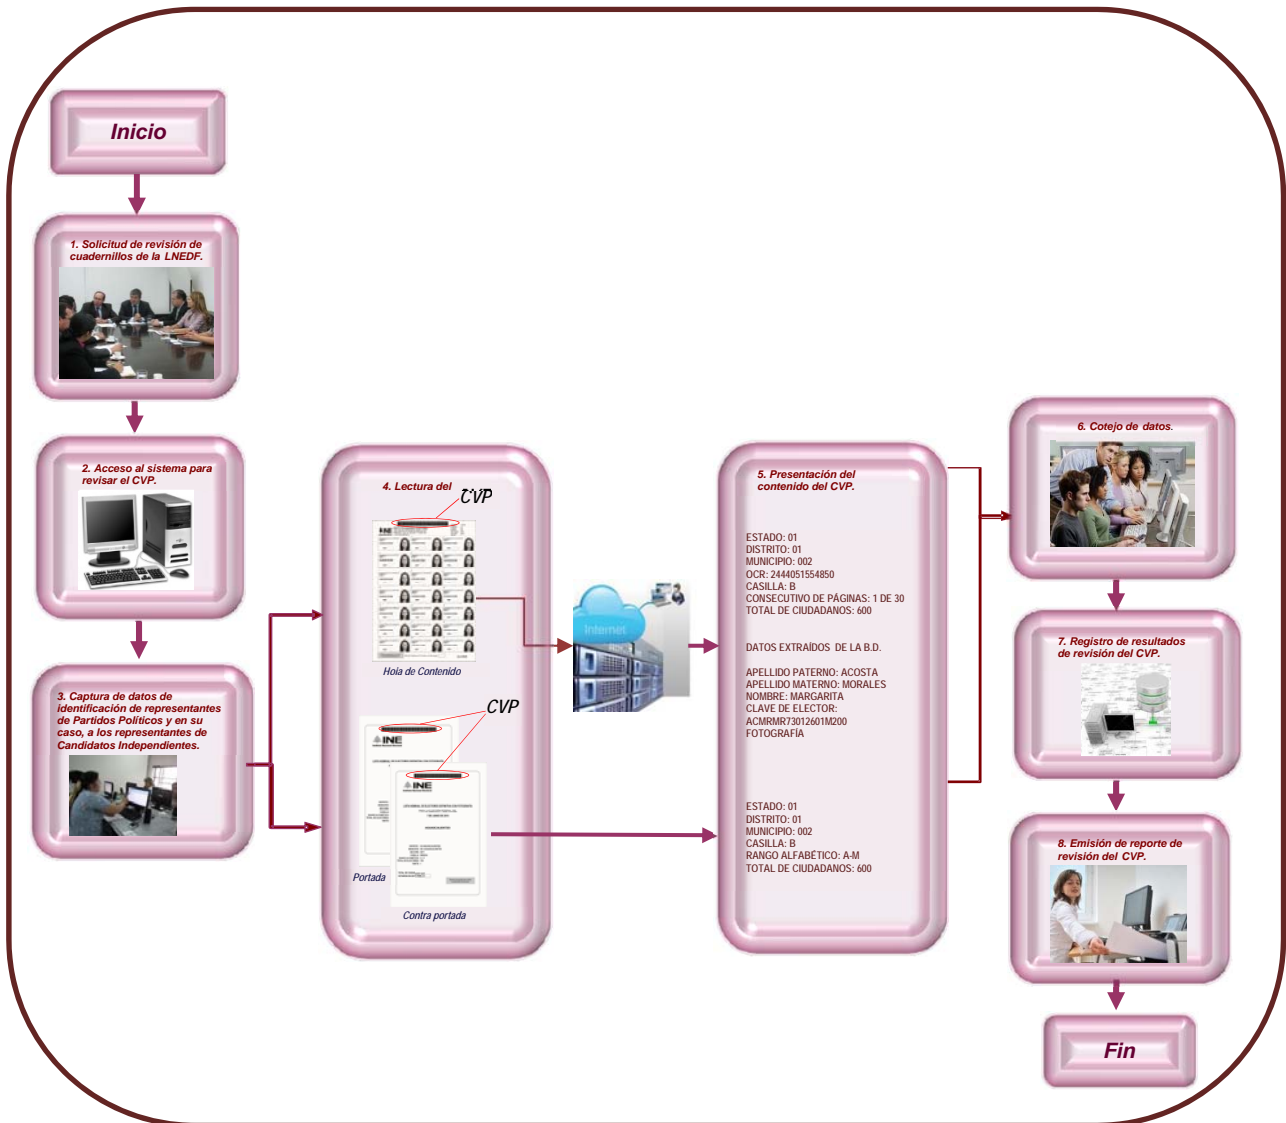 Inicio
1. Solicitud de revisión de
cuadernillos de la LNEDF.
2. Acceso al sistema para
revisar el CVP.
3. Captura de datos de
identificación de representantes
de Partidos Políticos y en su
caso, a los representantes de
Candidatos Independientes.
4. Lectura del
CVP
INE
Hoja de Contenido
CVP
INE
INE
Portada
Contra portada
Internet
5. Presentación del
contenido del CVP.
ESTADO: 01
DISTRITO: 01
MUNICIPIO: 002
OCR: 2444051554850
CASILLA: B
CONSECUTIVO DE PÁGINAS: 1 DE 30
TOTAL DE CIUDADANOS: 600
DATOS EXTRAÍDOS DE LA B.D.
APELLIDO PATERNO: ACOSTA
APELLIDO MATERNO: MORALES
NOMBRE: MARGARITA
CLAVE DE ELECTOR:
ACMRMR73012601M200
FOTOGRAFÍA
ESTADO: 01
DISTRITO: 01
MUNICIPIO: 002
CASILLA: B
RANGO ALFABÉTICO: A-M
TOTAL DE CIUDADANOS: 600
6. Cotejo de datos.
7. Registro de resultados
de revisión del CVP.
8. Emisión de reporte de
revisión del CVP.
Fin